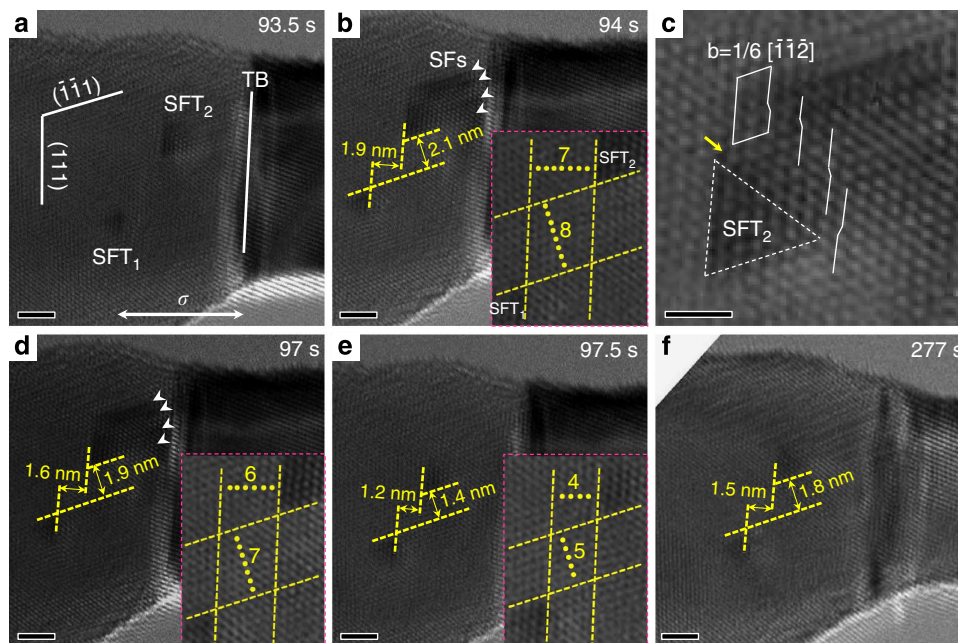 a
93.5 s
(1̄1̄1)
(111)
SFT2
TB
SFT1
σ
b
94 s
SFs
1.9 nm
2.1 nm
7
SFT2
8
SFT1
c
b=1/6 [1̄1̄2̄]
SFT2
d
97 s
1.6 nm
1.9 nm
6
7
e
97.5 s
1.2 nm
1.4 nm
4
5
f
277 s
1.5 nm
1.8 nm